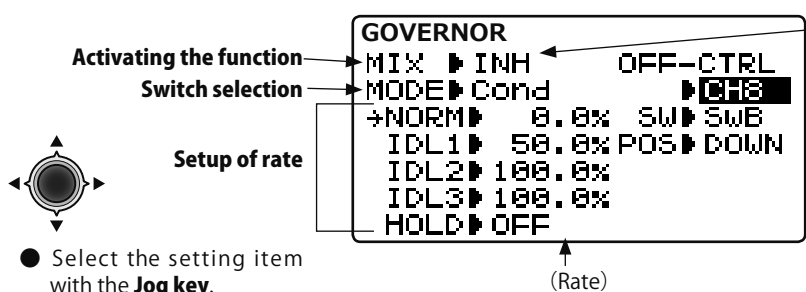 GOVERNOR
Activating the function
MIX INH OFF-CTRL
Switch selection
MODE Cond CH8
→NORM 0.0% SW SwB
IDL1 50.0% POS DOWN
Setup of rate
IDL2 100.0%
IDL3 100.0%
HOLD OFF
● Select the setting item
with the Jog key.
(Rate)